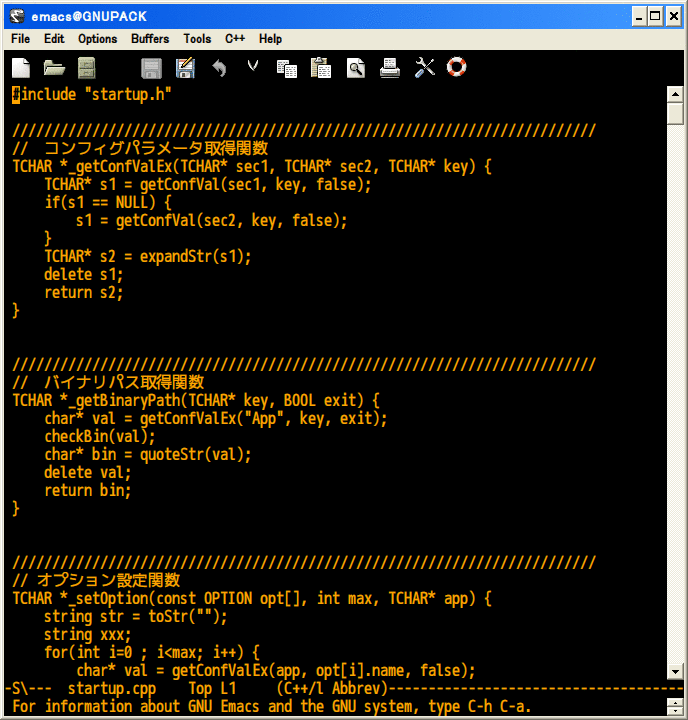 emacs@GNUPACK
File Edit Options Buffers Tools C++ Help
#include "startup.h"
/////////////////////////////////////////////////////////////////////////
//  コンフィグパラメータ取得関数
TCHAR *_getConfValEx(TCHAR* sec1, TCHAR* sec2, TCHAR* key) {
    TCHAR* s1 = getConfVal(sec1, key, false);
    if(s1 == NULL) {
        s1 = getConfVal(sec2, key, false);
    }
    TCHAR* s2 = expandStr(s1);
    delete s1;
    return s2;
}
/////////////////////////////////////////////////////////////////////////
//  バイナリパス取得関数
TCHAR *_getBinaryPath(TCHAR* key, BOOL exit) {
    char* val = getConfValEx("App", key, exit);
    checkBin(val);
    char* bin = quoteStr(val);
    delete val;
    return bin;
}
/////////////////////////////////////////////////////////////////////////
// オプション設定関数
TCHAR *_setOption(const OPTION opt[], int max, TCHAR* app) {
    string str = toStr("");
    string xxx;
    for(int i=0 ; i<max; i++) {
        char* val = getConfValEx(app, opt[i].name, false);
-S\---  startup.cpp    Top L1     (C++/l Abbrev)-------------------------------------
For information about GNU Emacs and the GNU system, type C-h C-a.